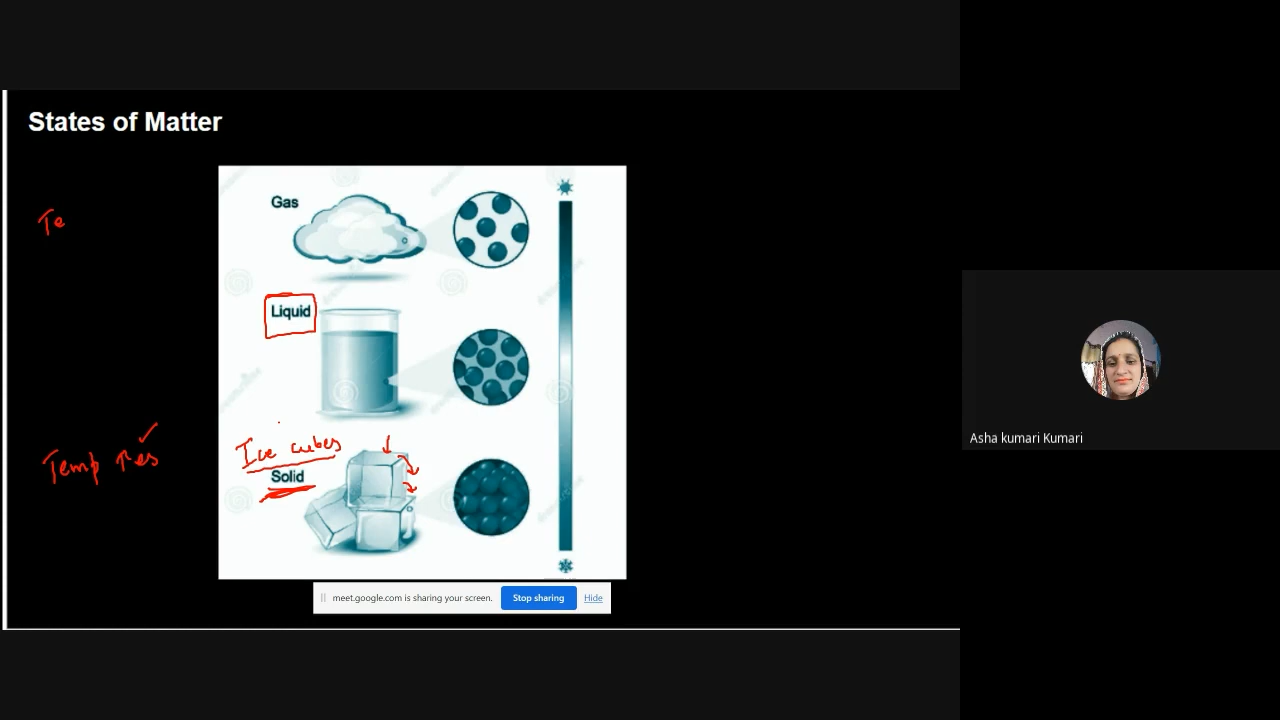 States of Matter
Gas
Te
Liquid
Ice cubes
Temp ↑es ✓
Solid
meet.google.com is sharing your screen.
Stop sharing
Hide
Asha kumari Kumari